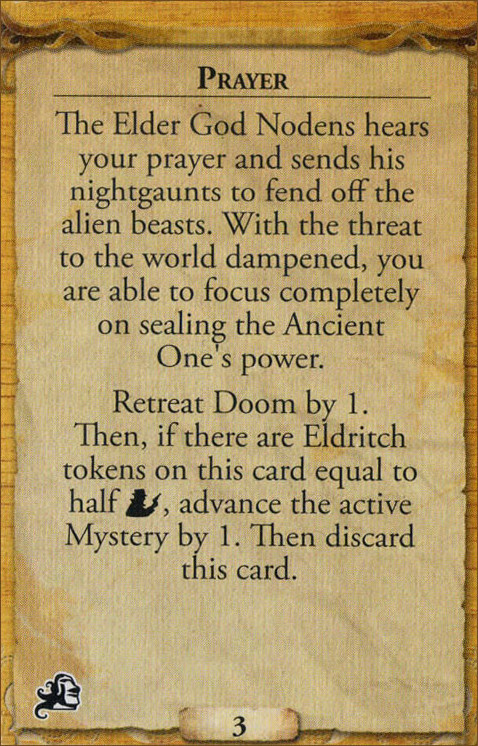 PRAYER
The Elder God Nodens hears
your prayer and sends his
nightgaunts to fend off the
alien beasts. With the threat
to the world dampened, you
are able to focus completely
on sealing the Ancient
One's power.
Retreat Doom by 1.
Then, if there are Eldritch
tokens on this card equal to
half , advance the active
Mystery by 1. Then discard
this card.
3